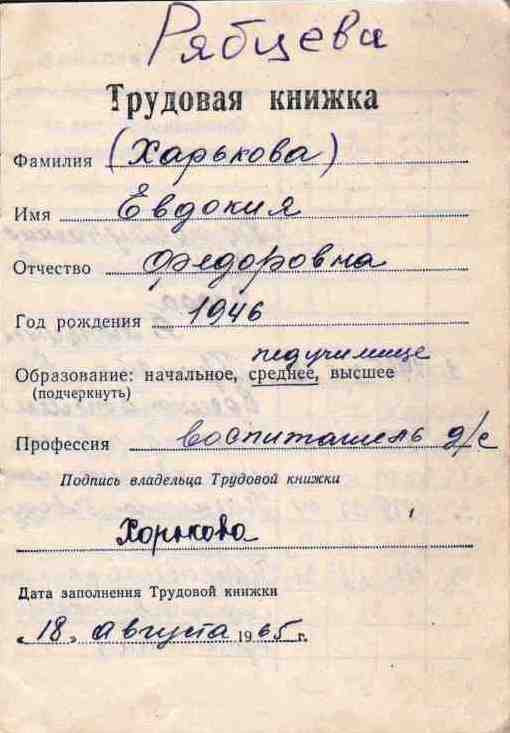 Рябцева
Трудовая книжка
Фамилия (Харькова)
Имя Евдокия
Отчество Федоровна
Год рождения 1946
педучилище
Образование: начальное, среднее, высшее
(подчеркнуть)
Профессия воспитатель д/с
Подпись владельца Трудовой книжки
Харькова
Дата заполнения Трудовой книжки
„18„ августа 1965 г.